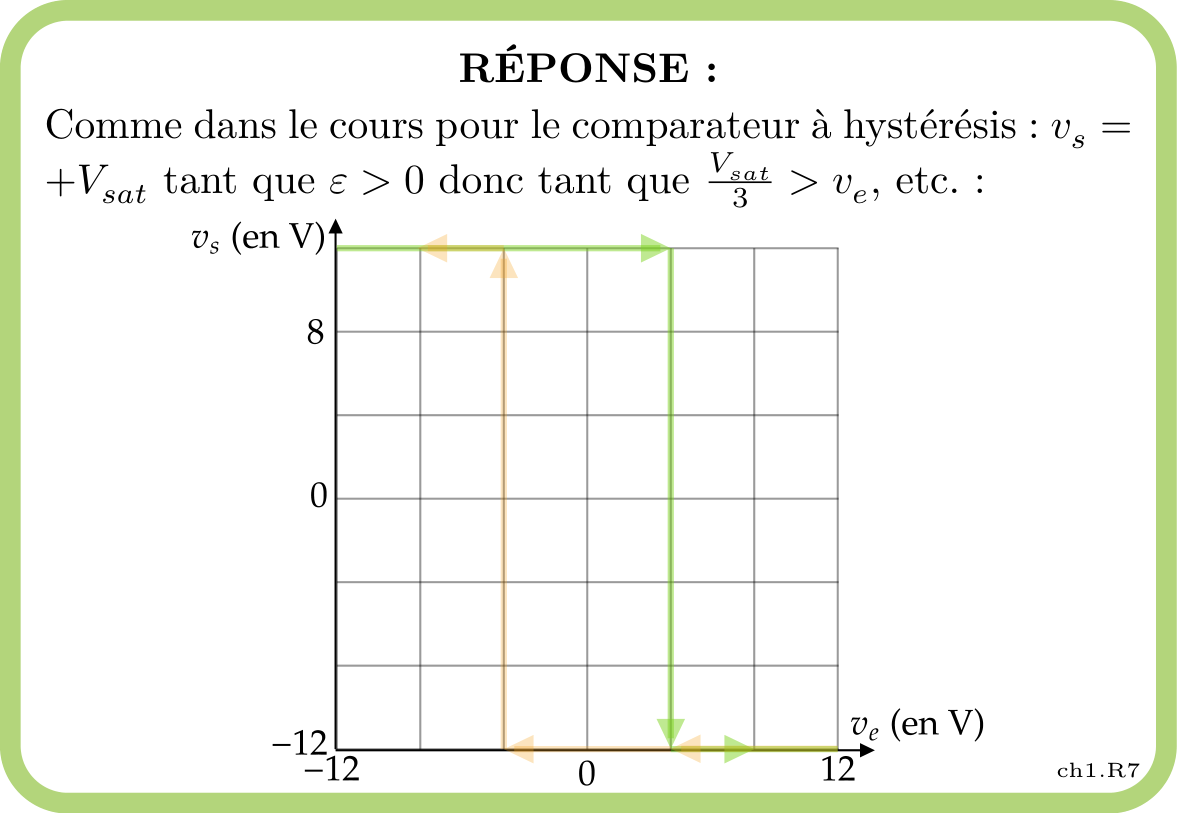 RÉPONSE :
Comme dans le cours pour le comparateur à hystérésis : $v_s =$
$+V_{sat}$ tant que $\varepsilon > 0$ donc tant que $\frac{V_{sat}}{3} > v_e$, etc. :
$v_s$ (en V)
8
0
−12
$v_e$ (en V)
−12 0 12
ch1.R7